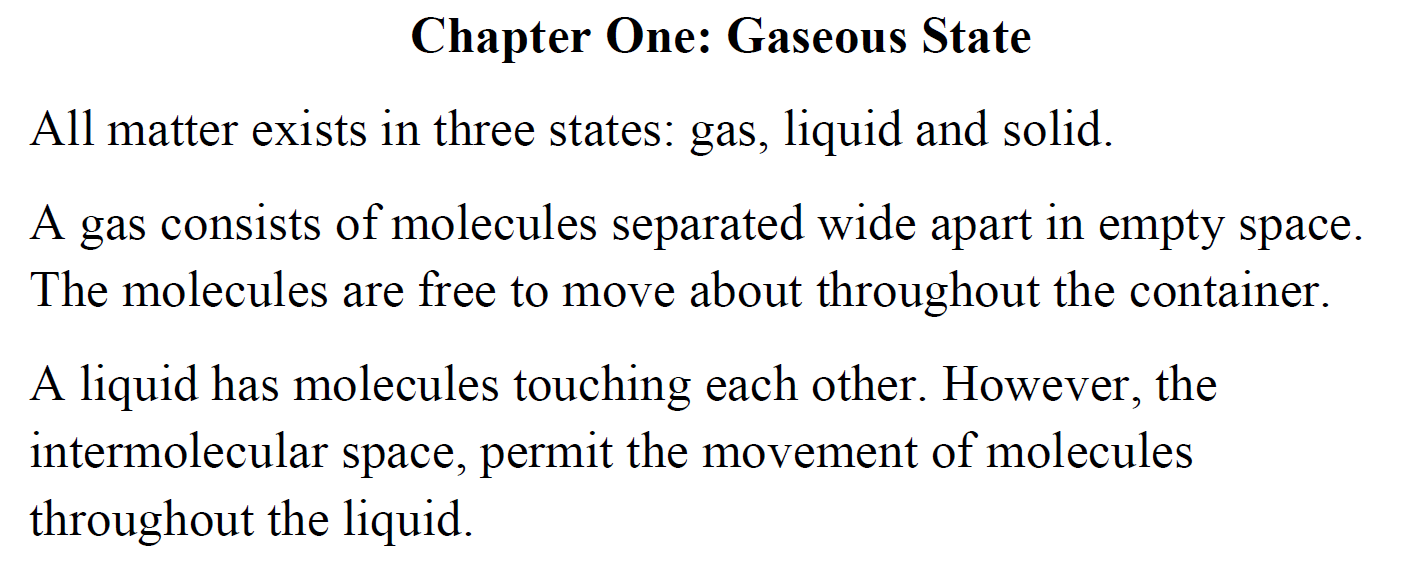 Chapter One: Gaseous State
All matter exists in three states: gas, liquid and solid.
A gas consists of molecules separated wide apart in empty space.
The molecules are free to move about throughout the container.
A liquid has molecules touching each other. However, the
intermolecular space, permit the movement of molecules
throughout the liquid.